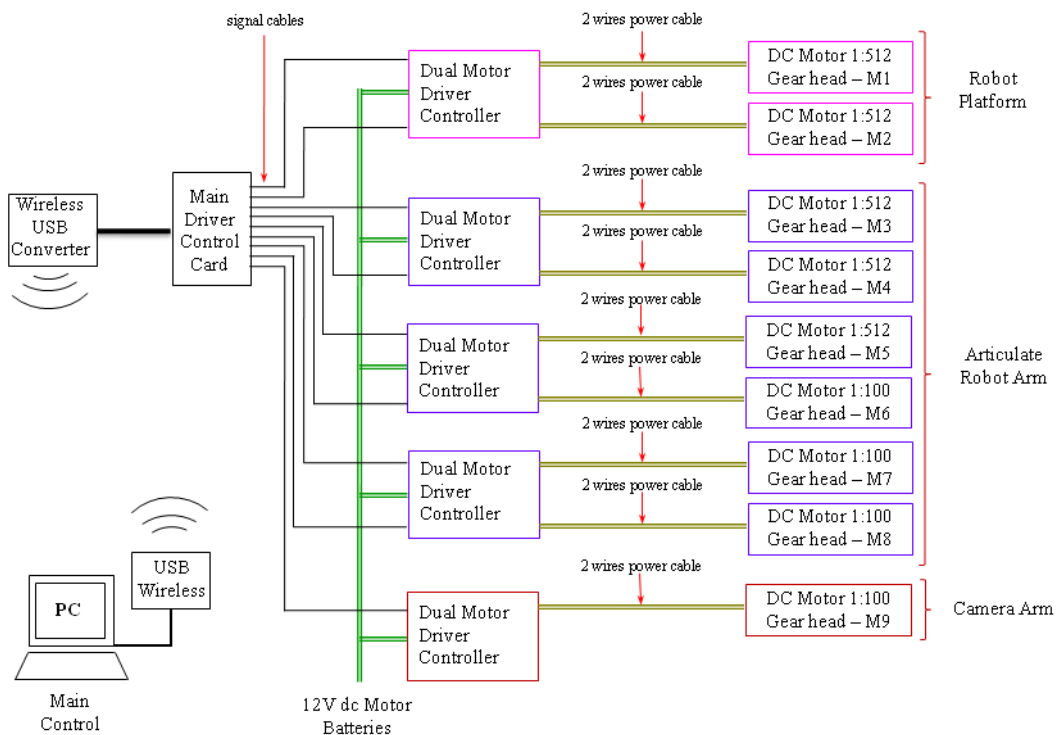 signal cables
2 wires power cable
Dual Motor
Driver
Controller
DC Motor 1:512
Gear head – M1
2 wires power cable
DC Motor 1:512
Gear head – M2
Robot
Platform
Wireless
USB
Converter
Main
Driver
Control
Card
2 wires power cable
Dual Motor
Driver
Controller
DC Motor 1:512
Gear head – M3
2 wires power cable
DC Motor 1:512
Gear head – M4
2 wires power cable
Dual Motor
Driver
Controller
DC Motor 1:512
Gear head – M5
2 wires power cable
DC Motor 1:100
Gear head – M6
Articulate
Robot Arm
2 wires power cable
Dual Motor
Driver
Controller
DC Motor 1:100
Gear head – M7
2 wires power cable
DC Motor 1:100
Gear head – M8
2 wires power cable
Dual Motor
Driver
Controller
DC Motor 1:100
Gear head – M9
Camera Arm
USB
Wireless
PC
Main
Control
12V dc Motor
Batteries